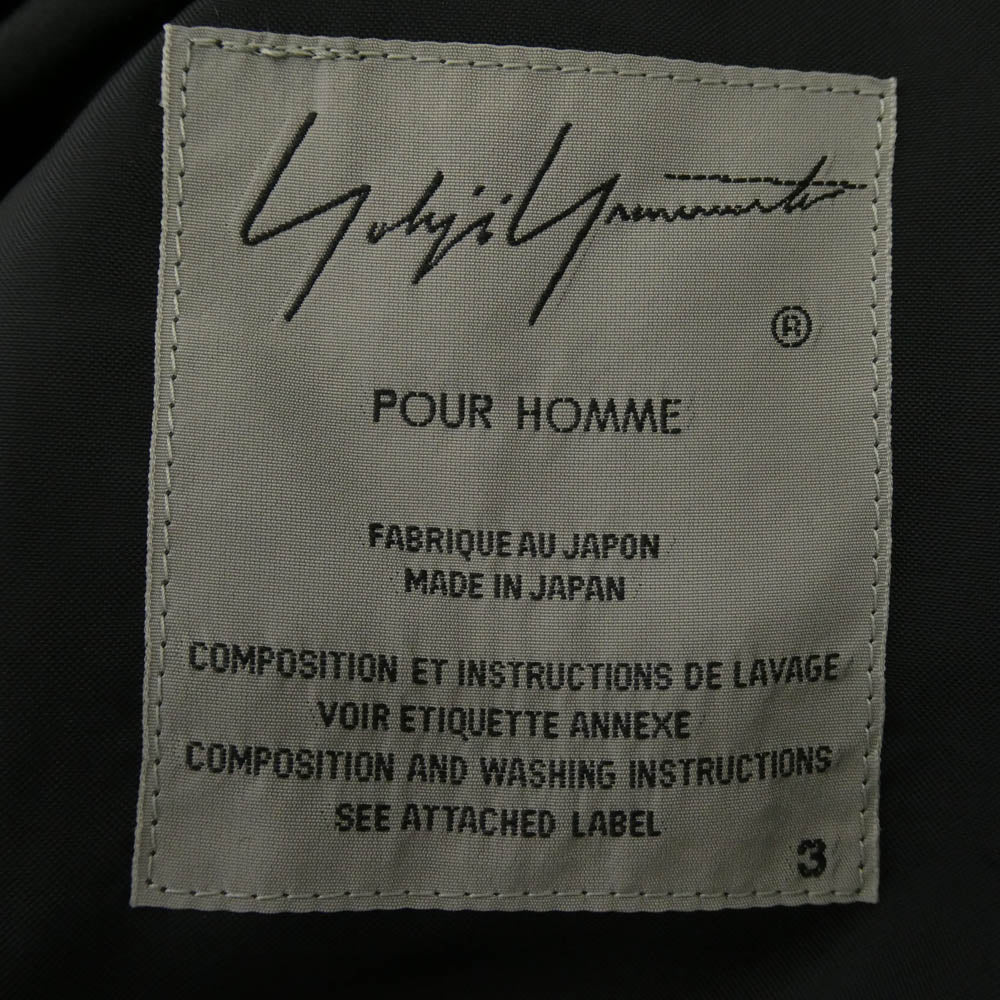 Yohji Yamamoto
®
POUR HOMME
FABRIQUE AU JAPON
MADE IN JAPAN
COMPOSITION ET INSTRUCTIONS DE LAVAGE
VOIR ETIQUETTE ANNEXE
COMPOSITION AND WASHING INSTRUCTIONS
SEE ATTACHED LABEL
3